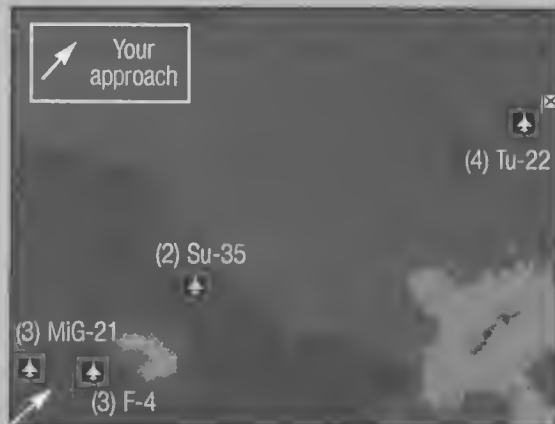 Your
approach
(4) Tu-22
(2) Su-35
(3) MiG-21
(3) F-4